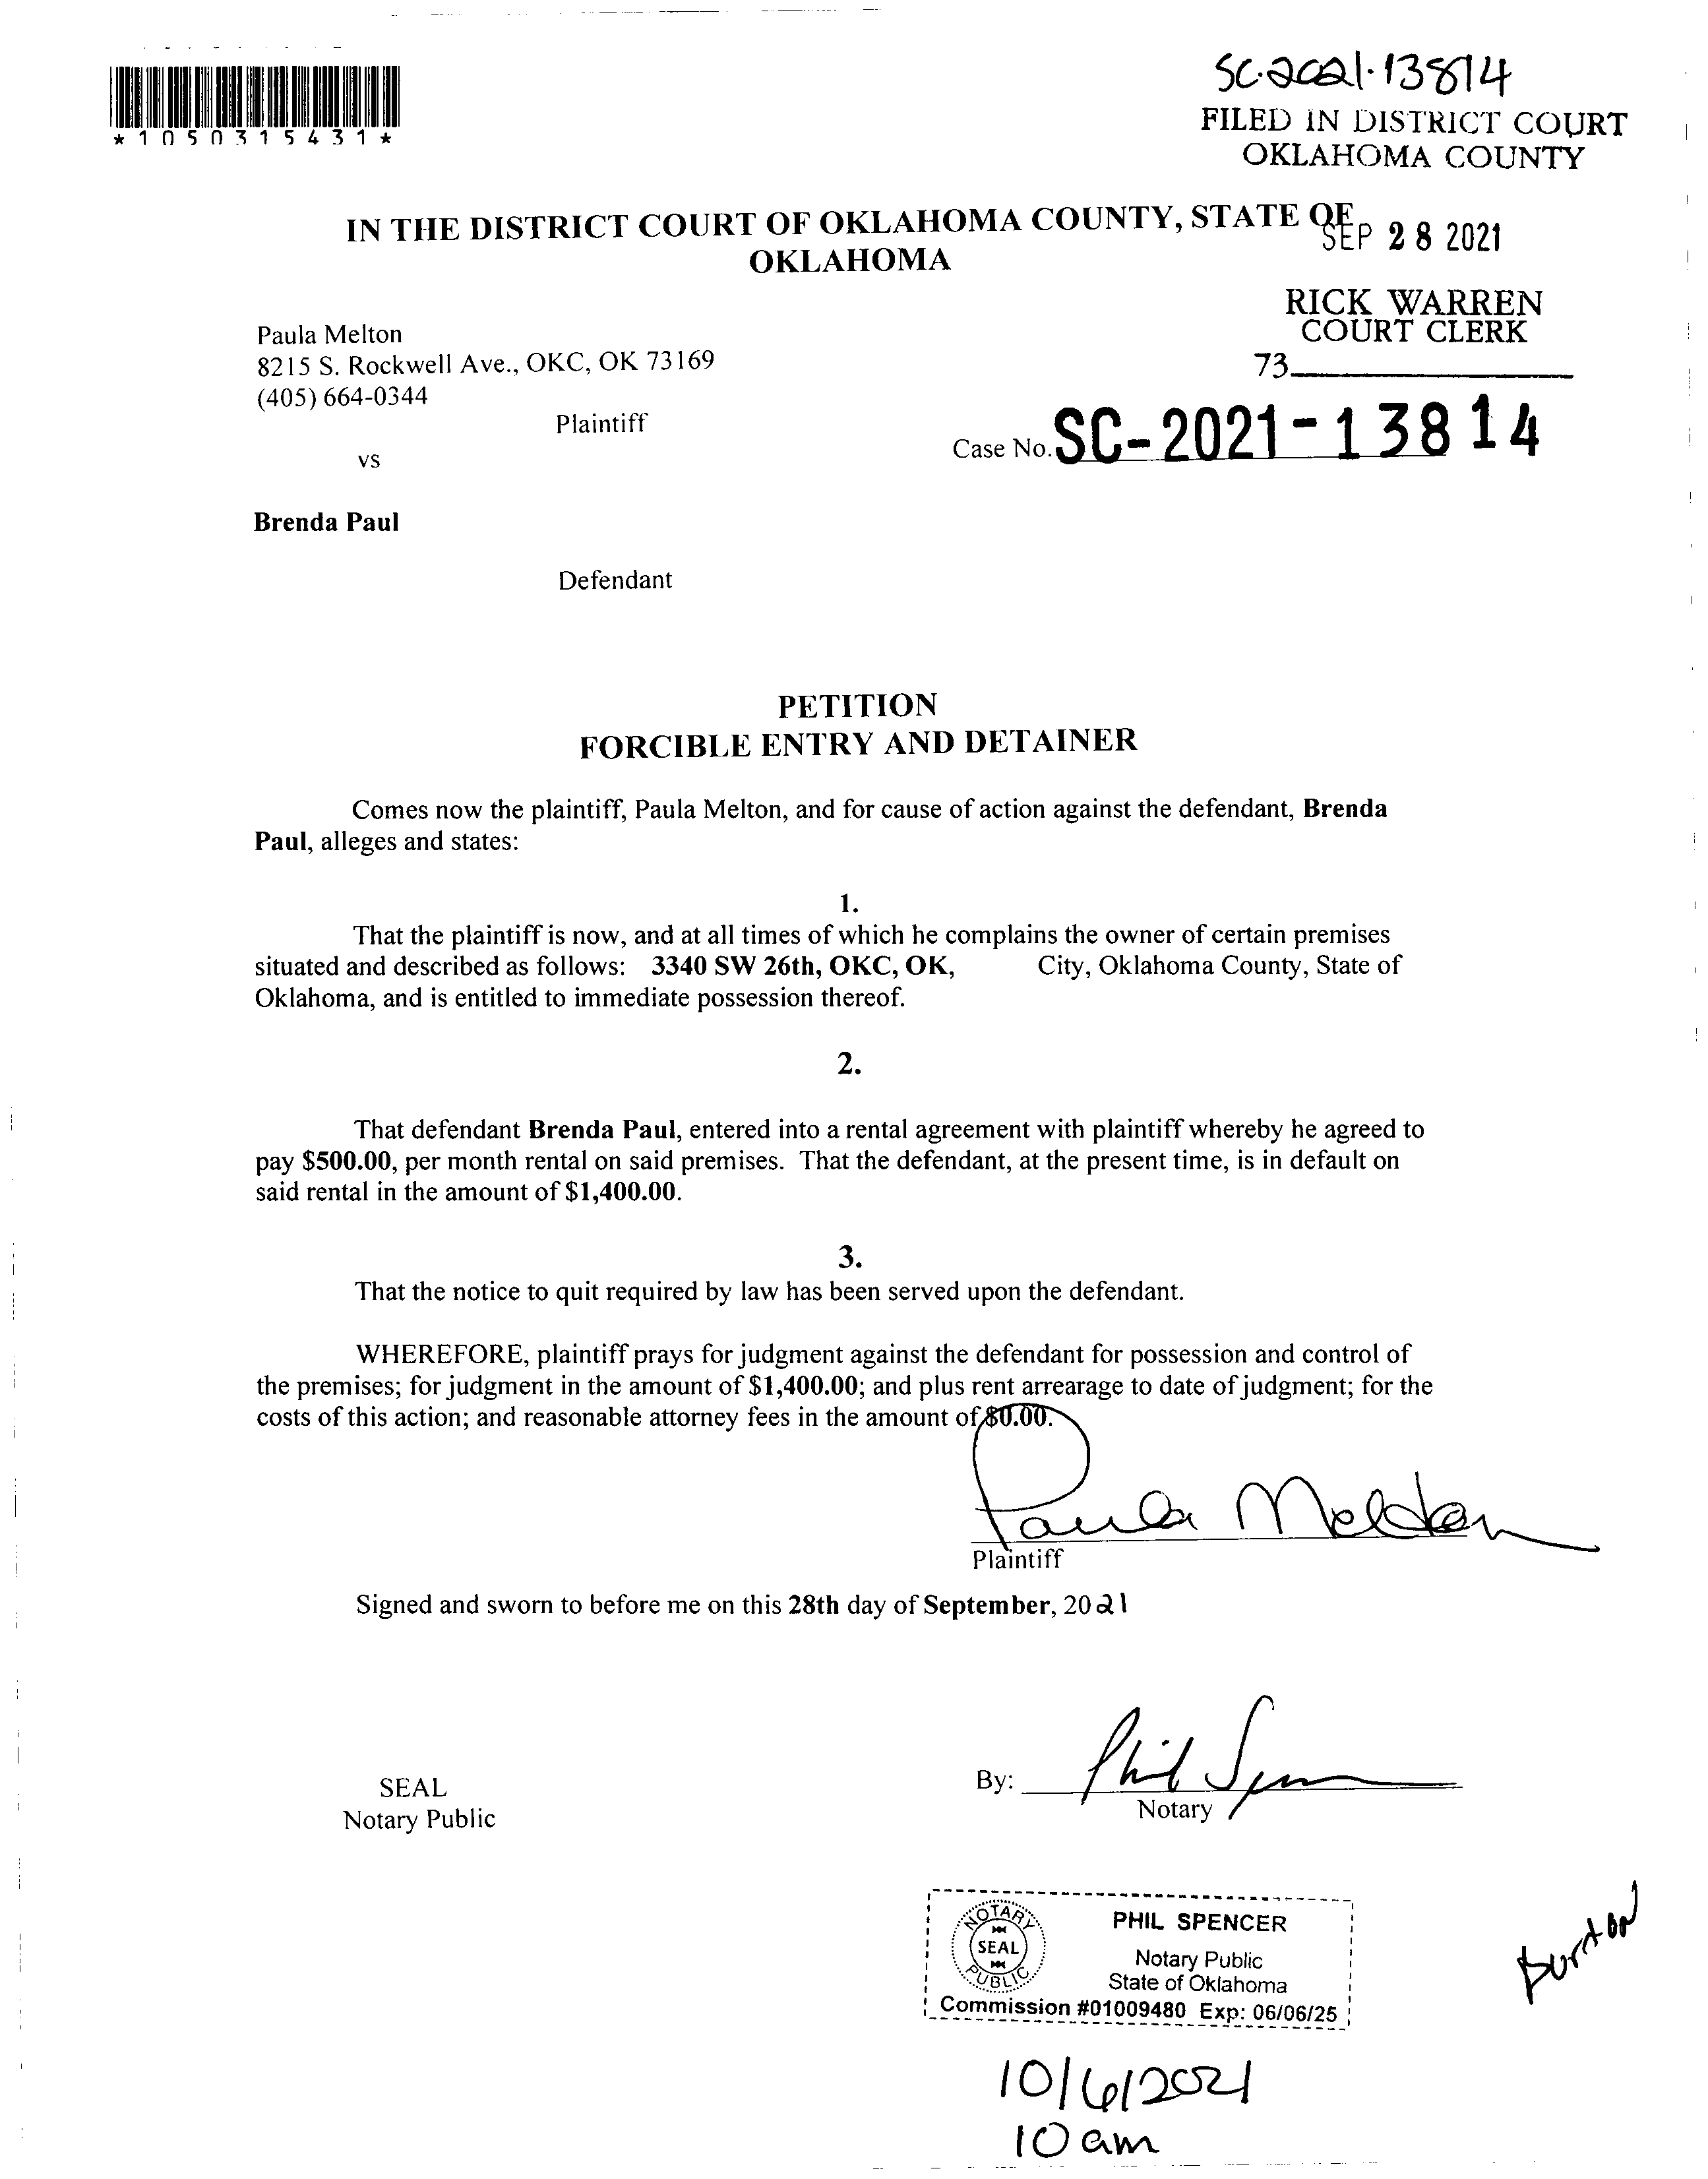 SC-2021-13814
FILED IN DISTRICT COURT
OKLAHOMA COUNTY
*1050315431*
IN THE DISTRICT COURT OF OKLAHOMA COUNTY, STATE OF
OKLAHOMA
SEP 28 2021
RICK WARREN
COURT CLERK
73
Paula Melton
8215 S. Rockwell Ave., OKC, OK 73169
(405) 664-0344
Plaintiff
vs
Case No. SC-2021-13814
Brenda Paul
Defendant
PETITION
FORCIBLE ENTRY AND DETAINER
Comes now the plaintiff, Paula Melton, and for cause of action against the defendant, Brenda
Paul, alleges and states:
1.
That the plaintiff is now, and at all times of which he complains the owner of certain premises
situated and described as follows: 3340 SW 26th, OKC, OK, City, Oklahoma County, State of
Oklahoma, and is entitled to immediate possession thereof.
2.
That defendant Brenda Paul, entered into a rental agreement with plaintiff whereby he agreed to
pay $500.00, per month rental on said premises. That the defendant, at the present time, is in default on
said rental in the amount of $1,400.00.
3.
That the notice to quit required by law has been served upon the defendant.
WHEREFORE, plaintiff prays for judgment against the defendant for possession and control of
the premises; for judgment in the amount of $1,400.00; and plus rent arrearage to date of judgment; for the
costs of this action; and reasonable attorney fees in the amount of $0.00.
Paula Melton
Plaintiff
Signed and sworn to before me on this 28th day of September, 2021
SEAL
Notary Public
By: Phil Spencer
Notary
NOTARY SEAL PUBLIC
PHIL SPENCER
Notary Public
State of Oklahoma
Commission #01009480 Exp: 06/06/25
Burton
10/6/2021
10 am